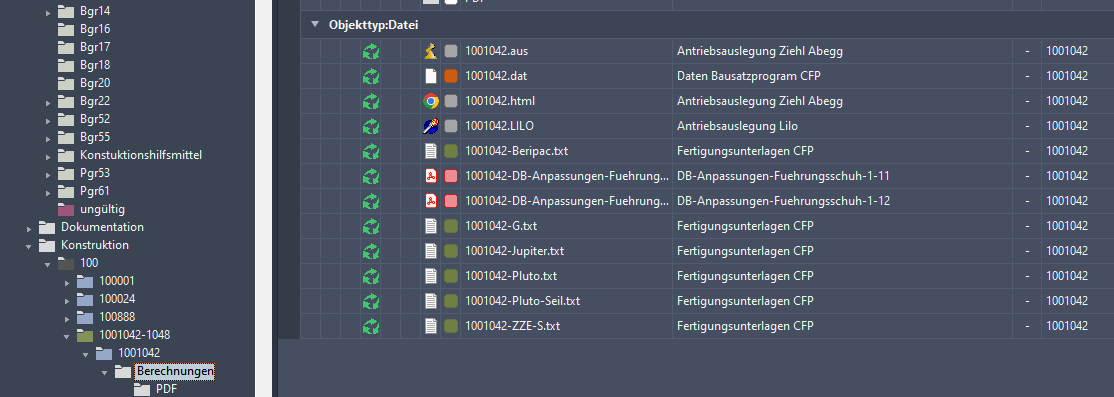 Bgr14
Bgr16
Bgr17
Bgr18
Bgr20
Bgr22
Bgr52
Bgr55
Konstuktionshilfsmittel
Pgr53
Pgr61
ungültig
Dokumentation
Konstruktion
100
100001
100024
100888
1001042-1048
1001042
Berechnungen
PDF
PDF
Objekttyp:Datei
1001042.aus Antriebsauslegung Ziehl Abegg - 1001042
1001042.dat Daten Bausatzprogram CFP - 1001042
1001042.html Antriebsauslegung Ziehl Abegg - 1001042
1001042.LILO Antriebsauslegung Lilo - 1001042
1001042-Beripac.txt Fertigungsunterlagen CFP - 1001042
1001042-DB-Anpassungen-Fuehrung... DB-Anpassungen-Fuehrungsschuh-1-11 - 1001042
1001042-DB-Anpassungen-Fuehrung... DB-Anpassungen-Fuehrungsschuh-1-12 - 1001042
1001042-G.txt Fertigungsunterlagen CFP - 1001042
1001042-Jupiter.txt Fertigungsunterlagen CFP - 1001042
1001042-Pluto.txt Fertigungsunterlagen CFP - 1001042
1001042-Pluto-Seil.txt Fertigungsunterlagen CFP - 1001042
1001042-ZZE-S.txt Fertigungsunterlagen CFP - 1001042